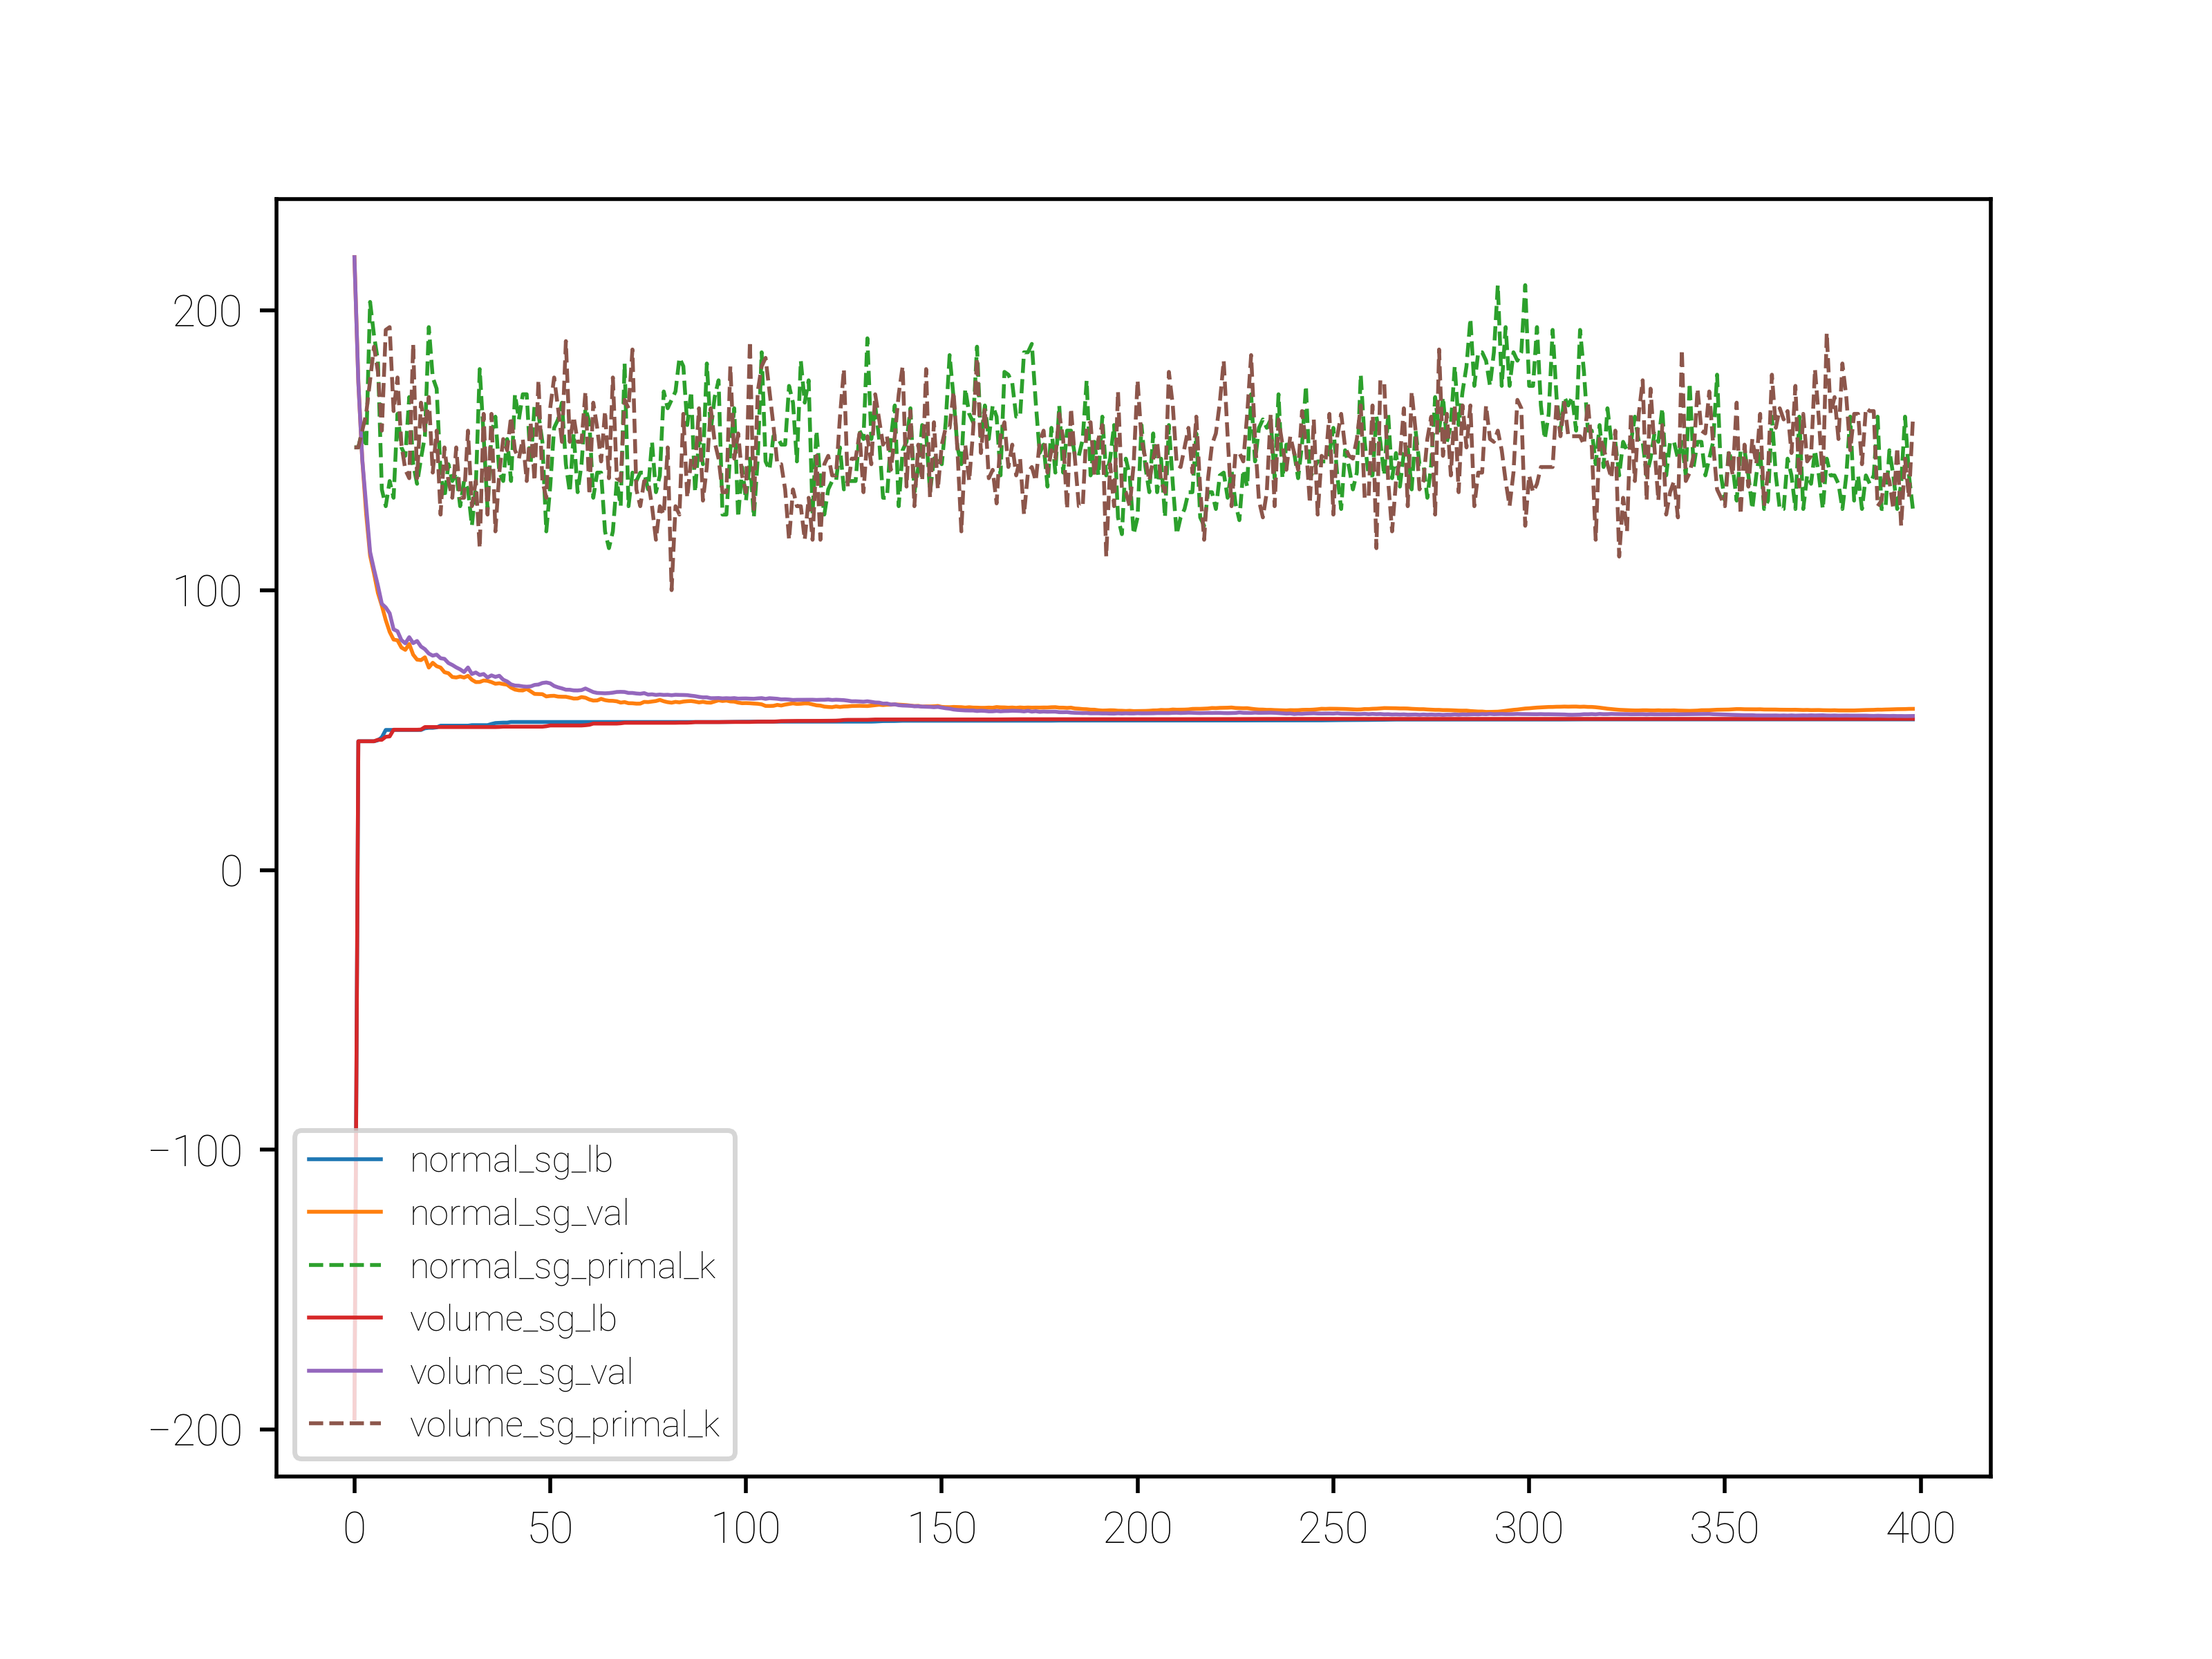 200
100
0
−100
−200
normal_sg_lb
normal_sg_val
normal_sg_primal_k
volume_sg_lb
volume_sg_val
volume_sg_primal_k
0 50 100 150 200 250 300 350 400